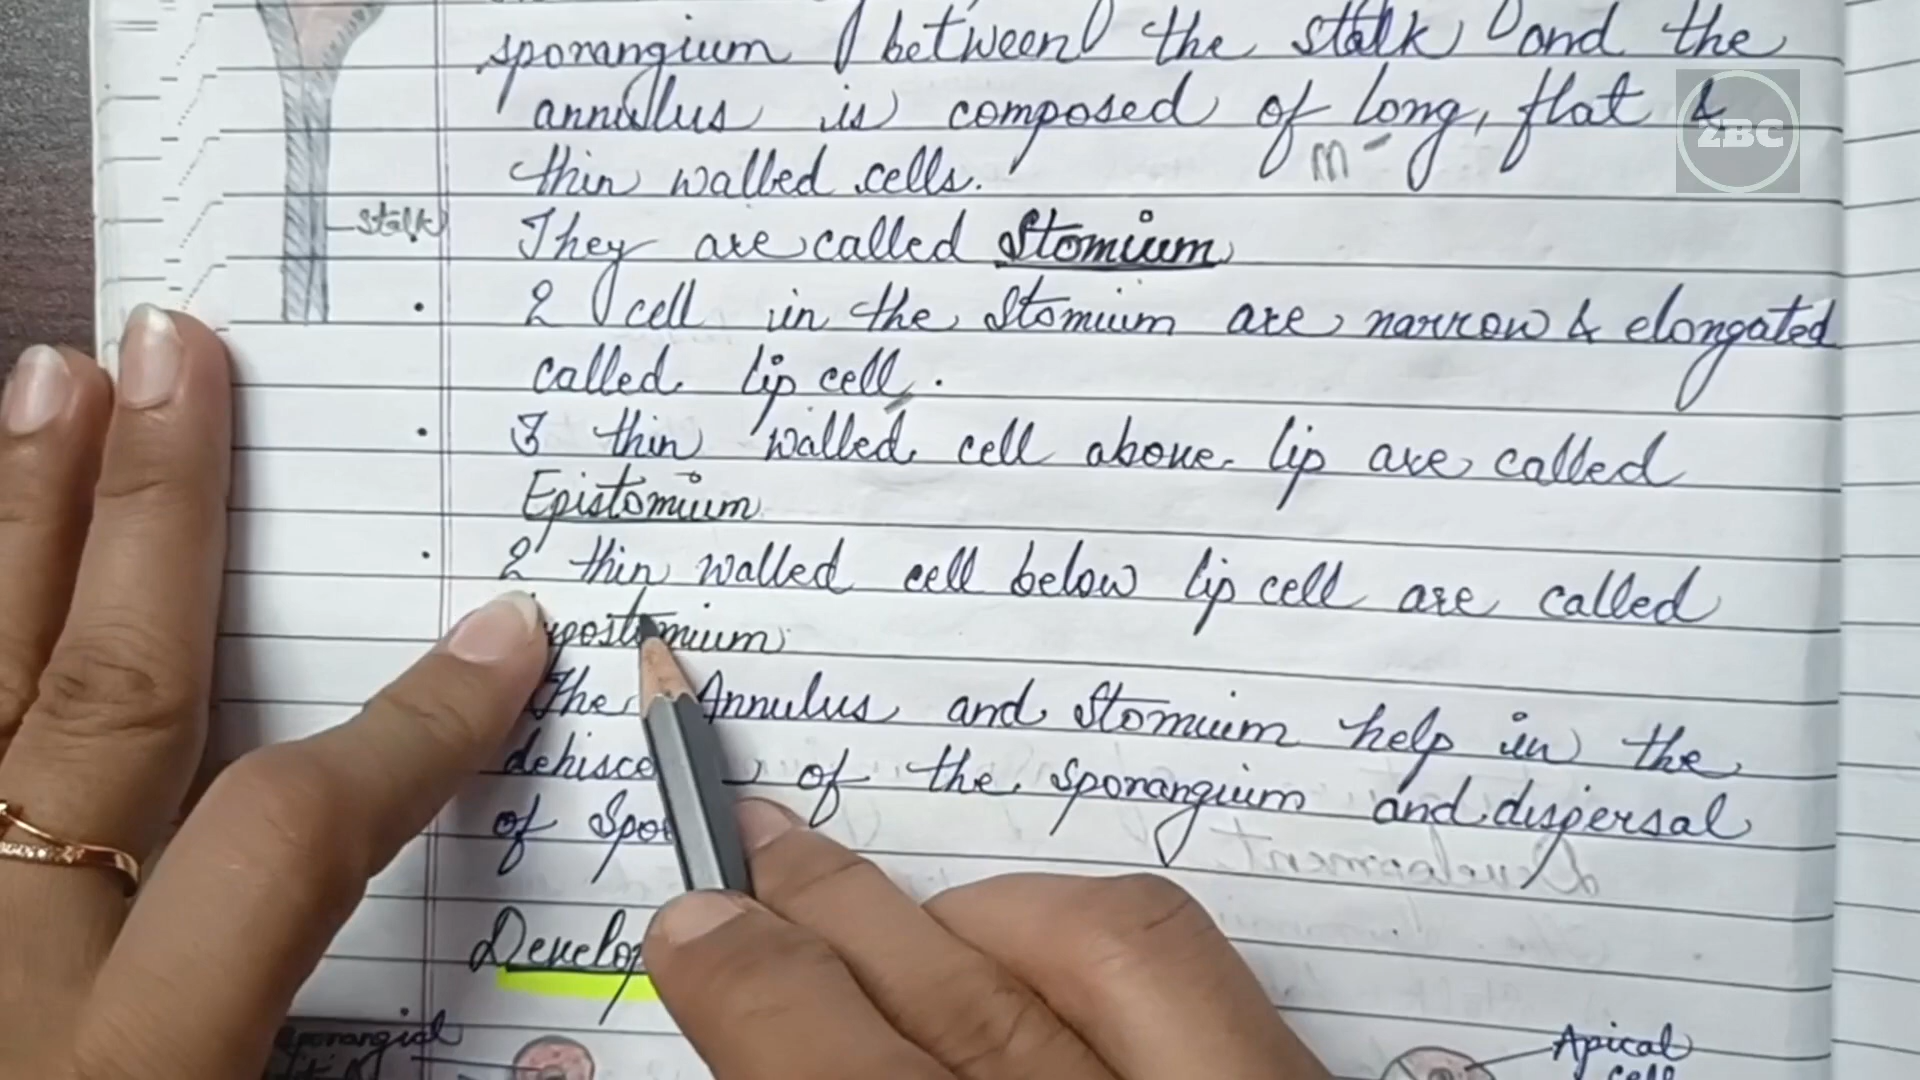 sporangium between the stalk and the
annulus is composed of long, flat &
thin walled cells.
They are called Stomium
2 cell in the Stomium are narrow & elongated
called lip cell.
3 thin walled cell above lip are called
Epistomium
2 thin walled cell below lip cell are called
The Annulus and Stomium help in the
of the sporangium and dispersal
of
Stalk
Apical
cell
2BC